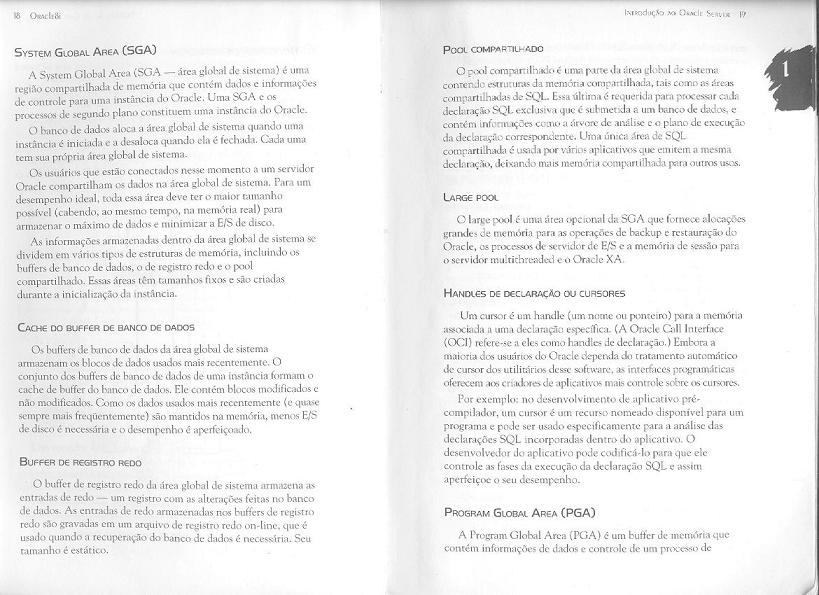 18 Oracle8i
System Global Area (SGA)
A System Global Area (SGA — área global de sistema) é uma
região compartilhada de memória que contém dados e informações
de controle para uma instância do Oracle. Uma SGA e os
processos de segundo plano constituem uma instância do Oracle.
O banco de dados aloca a área global de sistema quando uma
instância é iniciada e a desaloca quando ela é fechada. Cada uma
tem sua própria área global de sistema.
Os usuários que estão conectados nesse momento a um servidor
Oracle compartilham os dados na área global de sistema. Para um
desempenho ideal, toda essa área deve ter o maior tamanho
possível (cabendo, ao mesmo tempo, na memória real) para
armazenar o máximo de dados e minimizar a E/S de disco.
As informações armazenadas dentro da área global de sistema se
dividem em vários tipos de estruturas de memória, incluindo os
buffers de banco de dados, o de registro redo e o pool
compartilhado. Essas áreas têm tamanhos fixos e são criadas
durante a inicialização da instância.
Cache do buffer de banco de dados
Os buffers de banco de dados da área global de sistema
armazenam os blocos de dados usados mais recentemente. O
conjunto dos buffers de banco de dados de uma instância formam o
cache de buffer do banco de dados. Ele contém blocos modificados e
não modificados. Como os dados usados mais recentemente (e quase
sempre mais freqüentemente) são mantidos na memória, menos E/S
de disco é necessária e o desempenho é aperfeiçoado.
Buffer de registro redo
O buffer de registro redo da área global de sistema armazena as
entradas de redo — um registro com as alterações feitas no banco
de dados. As entradas de redo armazenadas nos buffers de registro
redo são gravadas em um arquivo de registro redo on-line, que é
usado quando a recuperação do banco de dados é necessária. Seu
tamanho é estático.
Introdução ao Oracle Server 19
1
Pool compartilhado
O pool compartilhado é uma parte da área global de sistema
contendo estruturas da memória compartilhada, tais como as áreas
compartilhadas de SQL. Essa última é requerida para processar cada
declaração SQL exclusiva que é submetida a um banco de dados, e
contém informações como a árvore de análise e o plano de execução
da declaração correspondente. Uma única área de SQL
compartilhada é usada por vários aplicativos que emitem a mesma
declaração, deixando mais memória compartilhada para outros usos.
Large pool
O large pool é uma área opcional da SGA que fornece alocações
grandes de memória para as operações de backup e restauração do
Oracle, os processos de servidor de E/S e a memória de sessão para
o servidor multithreaded e o Oracle XA.
Handles de declaração ou cursores
Um cursor é um handle (um nome ou ponteiro) para a memória
associada a uma declaração específica. (A Oracle Call Interface
(OCI) refere-se a eles como handles de declaração.) Embora a
maioria dos usuários do Oracle dependa do tratamento automático
de cursor dos utilitários desse software, as interfaces programáticas
oferecem aos criadores de aplicativos mais controle sobre os cursores.
Por exemplo: no desenvolvimento de aplicativo pré-
compilador, um cursor é um recurso nomeado disponível para um
programa e pode ser usado especificamente para a análise das
declarações SQL incorporadas dentro do aplicativo. O
desenvolvedor do aplicativo pode codificá-lo para que ele
controle as fases da execução da declaração SQL e assim
aperfeiçoe o seu desempenho.
Program Global Area (PGA)
A Program Global Area (PGA) é um buffer de memória que
contém informações de dados e controle de um processo de